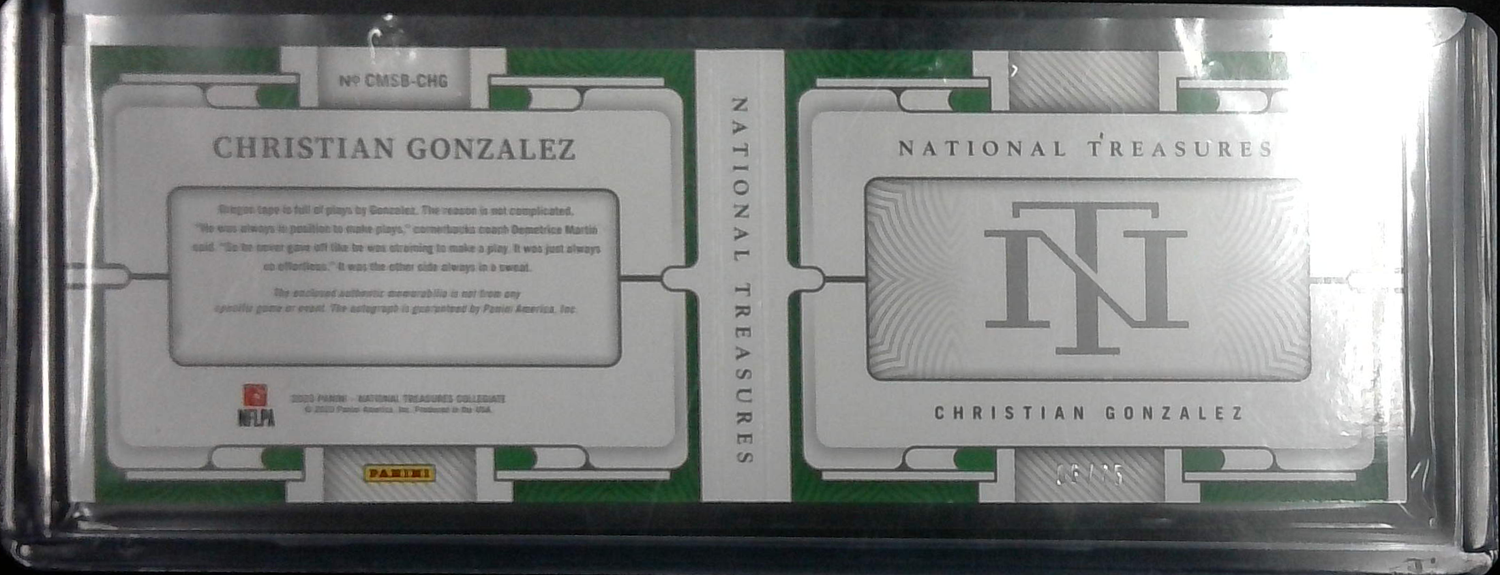 Nº CMSB-CHG
CHRISTIAN GONZALEZ
Oregon tape is full of plays by Gonzalez. The reason is not complicated.
"He was always in position to make plays," cornerbacks coach Demetrice Martin
said. "So he never gave off like he was straining to make a play. It was just always
so effortless." It was the other side always in a sweat.
The enclosed authentic memorabilia is not from any
specific game or event. The autograph is guaranteed by Panini America, Inc.
NFLPA
2023 PANINI - NATIONAL TREASURES COLLEGIATE
© 2023 Panini America, Inc. Produced in the USA.
PANINI
NATIONAL TREASURES
NATIONAL TREASURES
NT
CHRISTIAN GONZALEZ